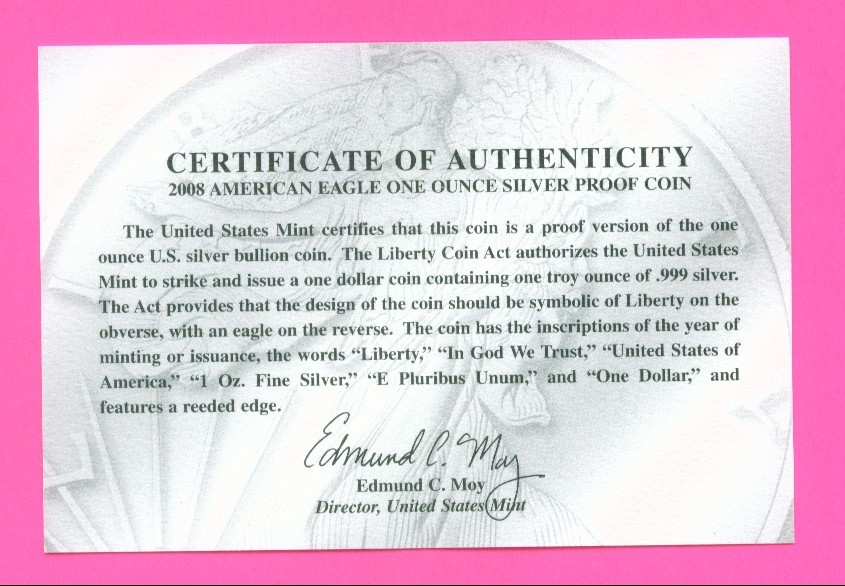 CERTIFICATE OF AUTHENTICITY
2008 AMERICAN EAGLE ONE OUNCE SILVER PROOF COIN
The United States Mint certifies that this coin is a proof version of the one
ounce U.S. silver bullion coin. The Liberty Coin Act authorizes the United States
Mint to strike and issue a one dollar coin containing one troy ounce of .999 silver.
The Act provides that the design of the coin should be symbolic of Liberty on the
obverse, with an eagle on the reverse. The coin has the inscriptions of the year of
minting or issuance, the words “Liberty,” “In God We Trust,” “United States of
America,” “1 Oz. Fine Silver,” “E Pluribus Unum,” and “One Dollar,” and
features a reeded edge.
Edmund C. Moy
Edmund C. Moy
Director, United States Mint